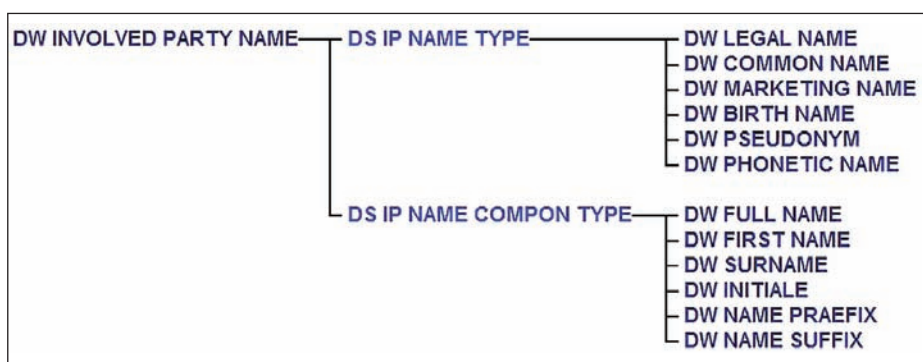 DW INVOLVED PARTY NAME DS IP NAME TYPE DW LEGAL NAME
DW COMMON NAME
DW MARKETING NAME
DW BIRTH NAME
DW PSEUDONYM
DW PHONETIC NAME
DS IP NAME COMPON TYPE DW FULL NAME
DW FIRST NAME
DW SURNAME
DW INITIALE
DW NAME PRAEFIX
DW NAME SUFFIX